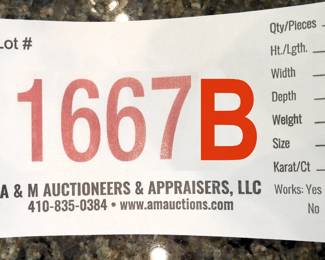 Lot #
1667B
A & M AUCTIONEERS & APPRAISERS, LLC
410-835-0384 • www.amauctions.com
Qty/Pieces
Ht./Lgth.
Width
Depth
Weight
Size
Karat/Ct
Works: Yes
No